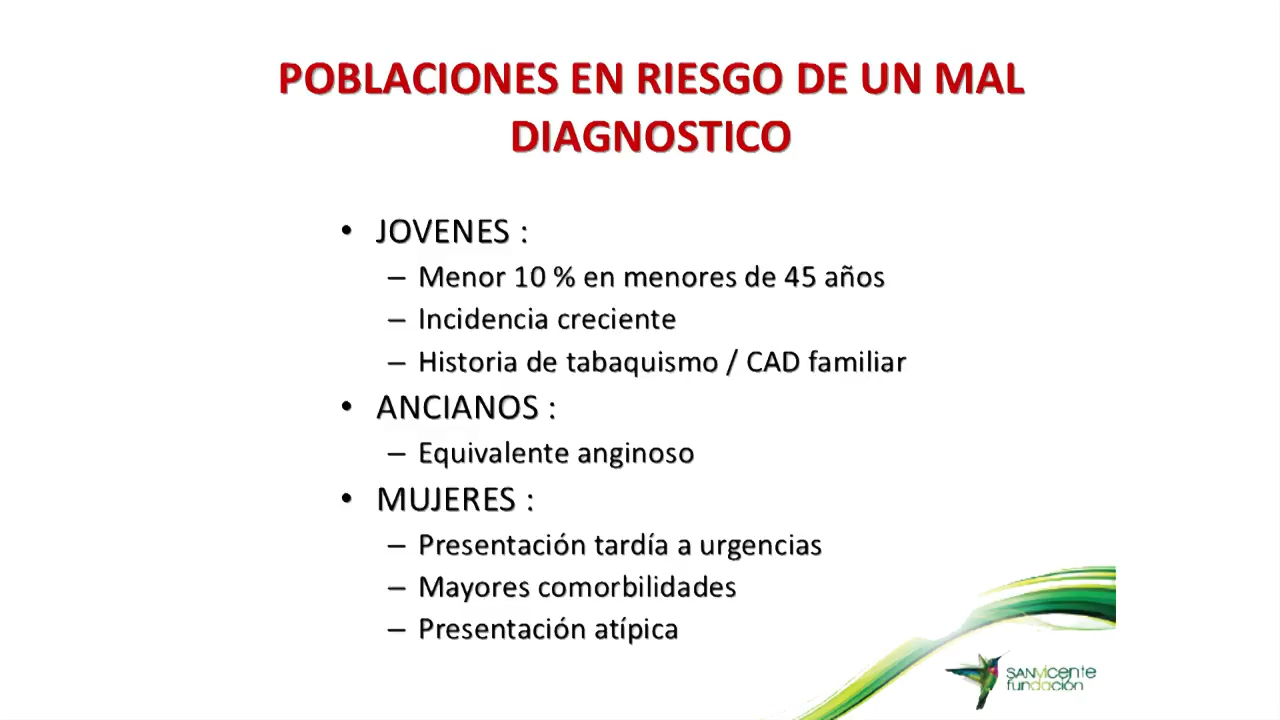 POBLACIONES EN RIESGO DE UN MAL
DIAGNOSTICO
• JOVENES :
– Menor 10 % en menores de 45 años
– Incidencia creciente
– Historia de tabaquismo / CAD familiar
• ANCIANOS :
– Equivalente anginoso
• MUJERES :
– Presentación tardía a urgencias
– Mayores comorbilidades
– Presentación atípica
SANVICENTE
fundación